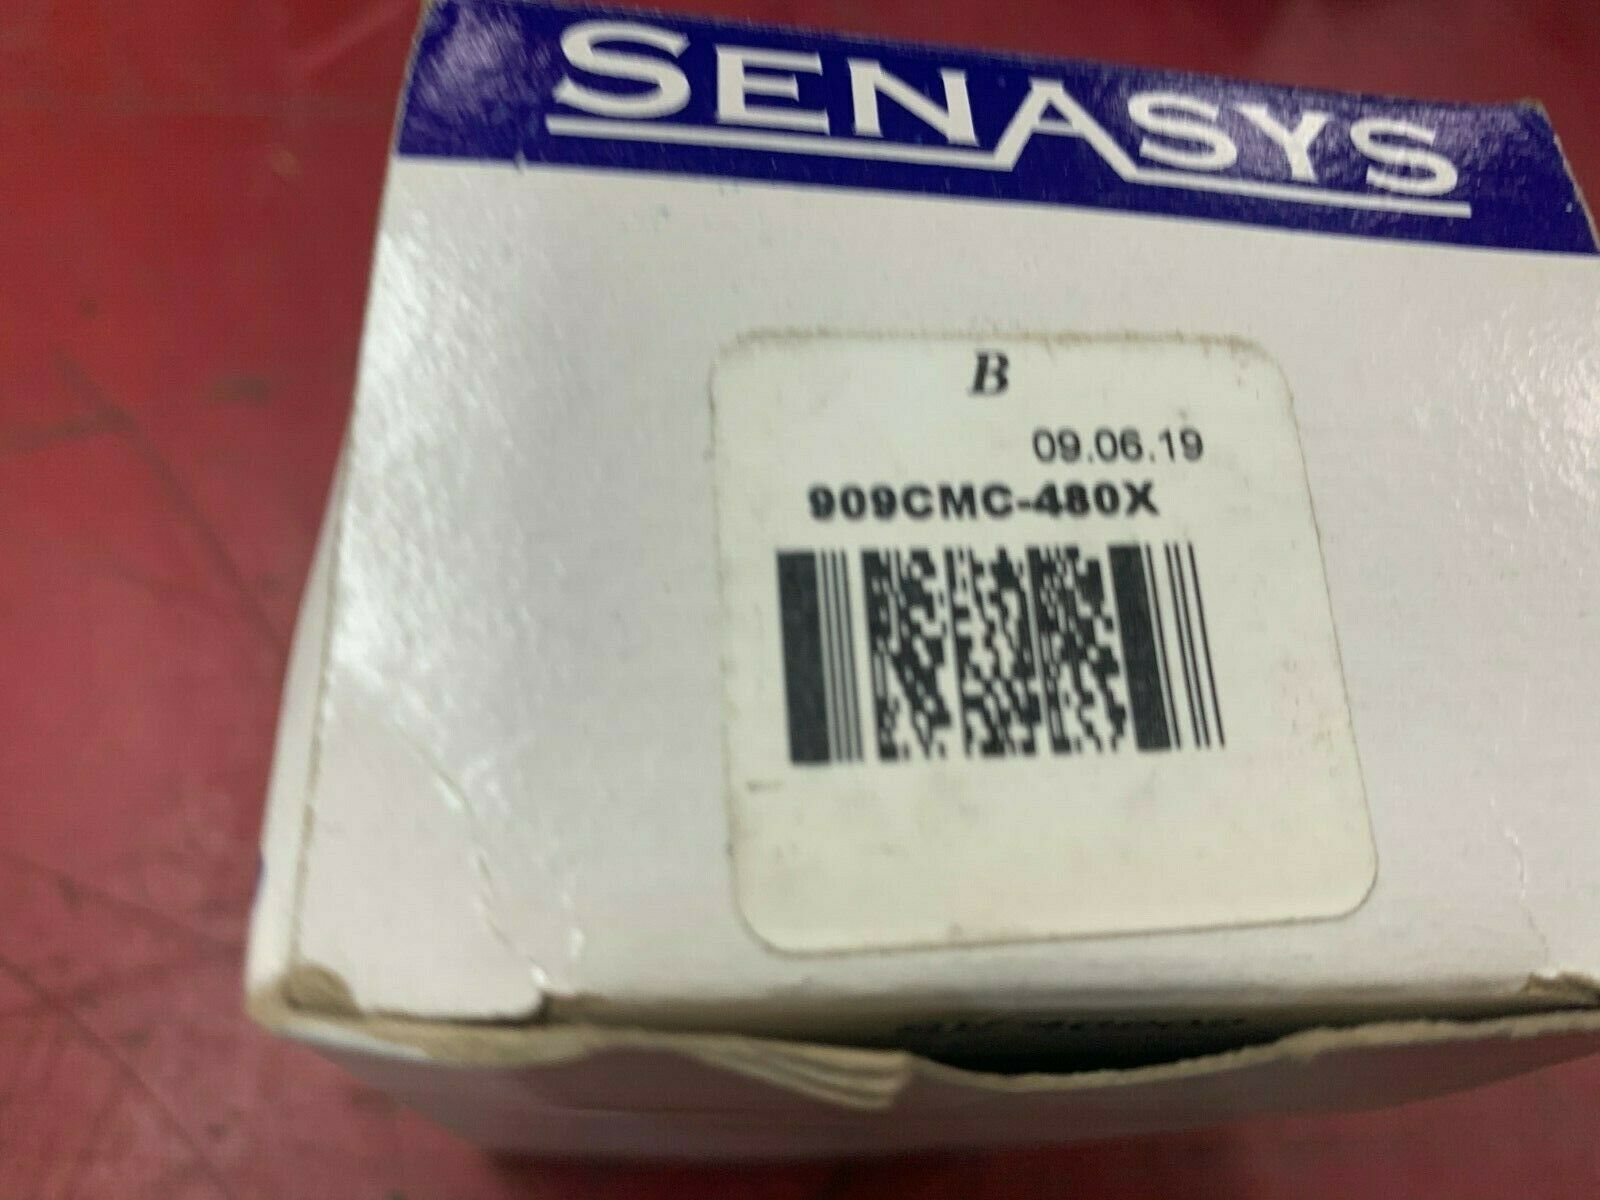 SENASYS
B
09.06.19
909CMC-480X